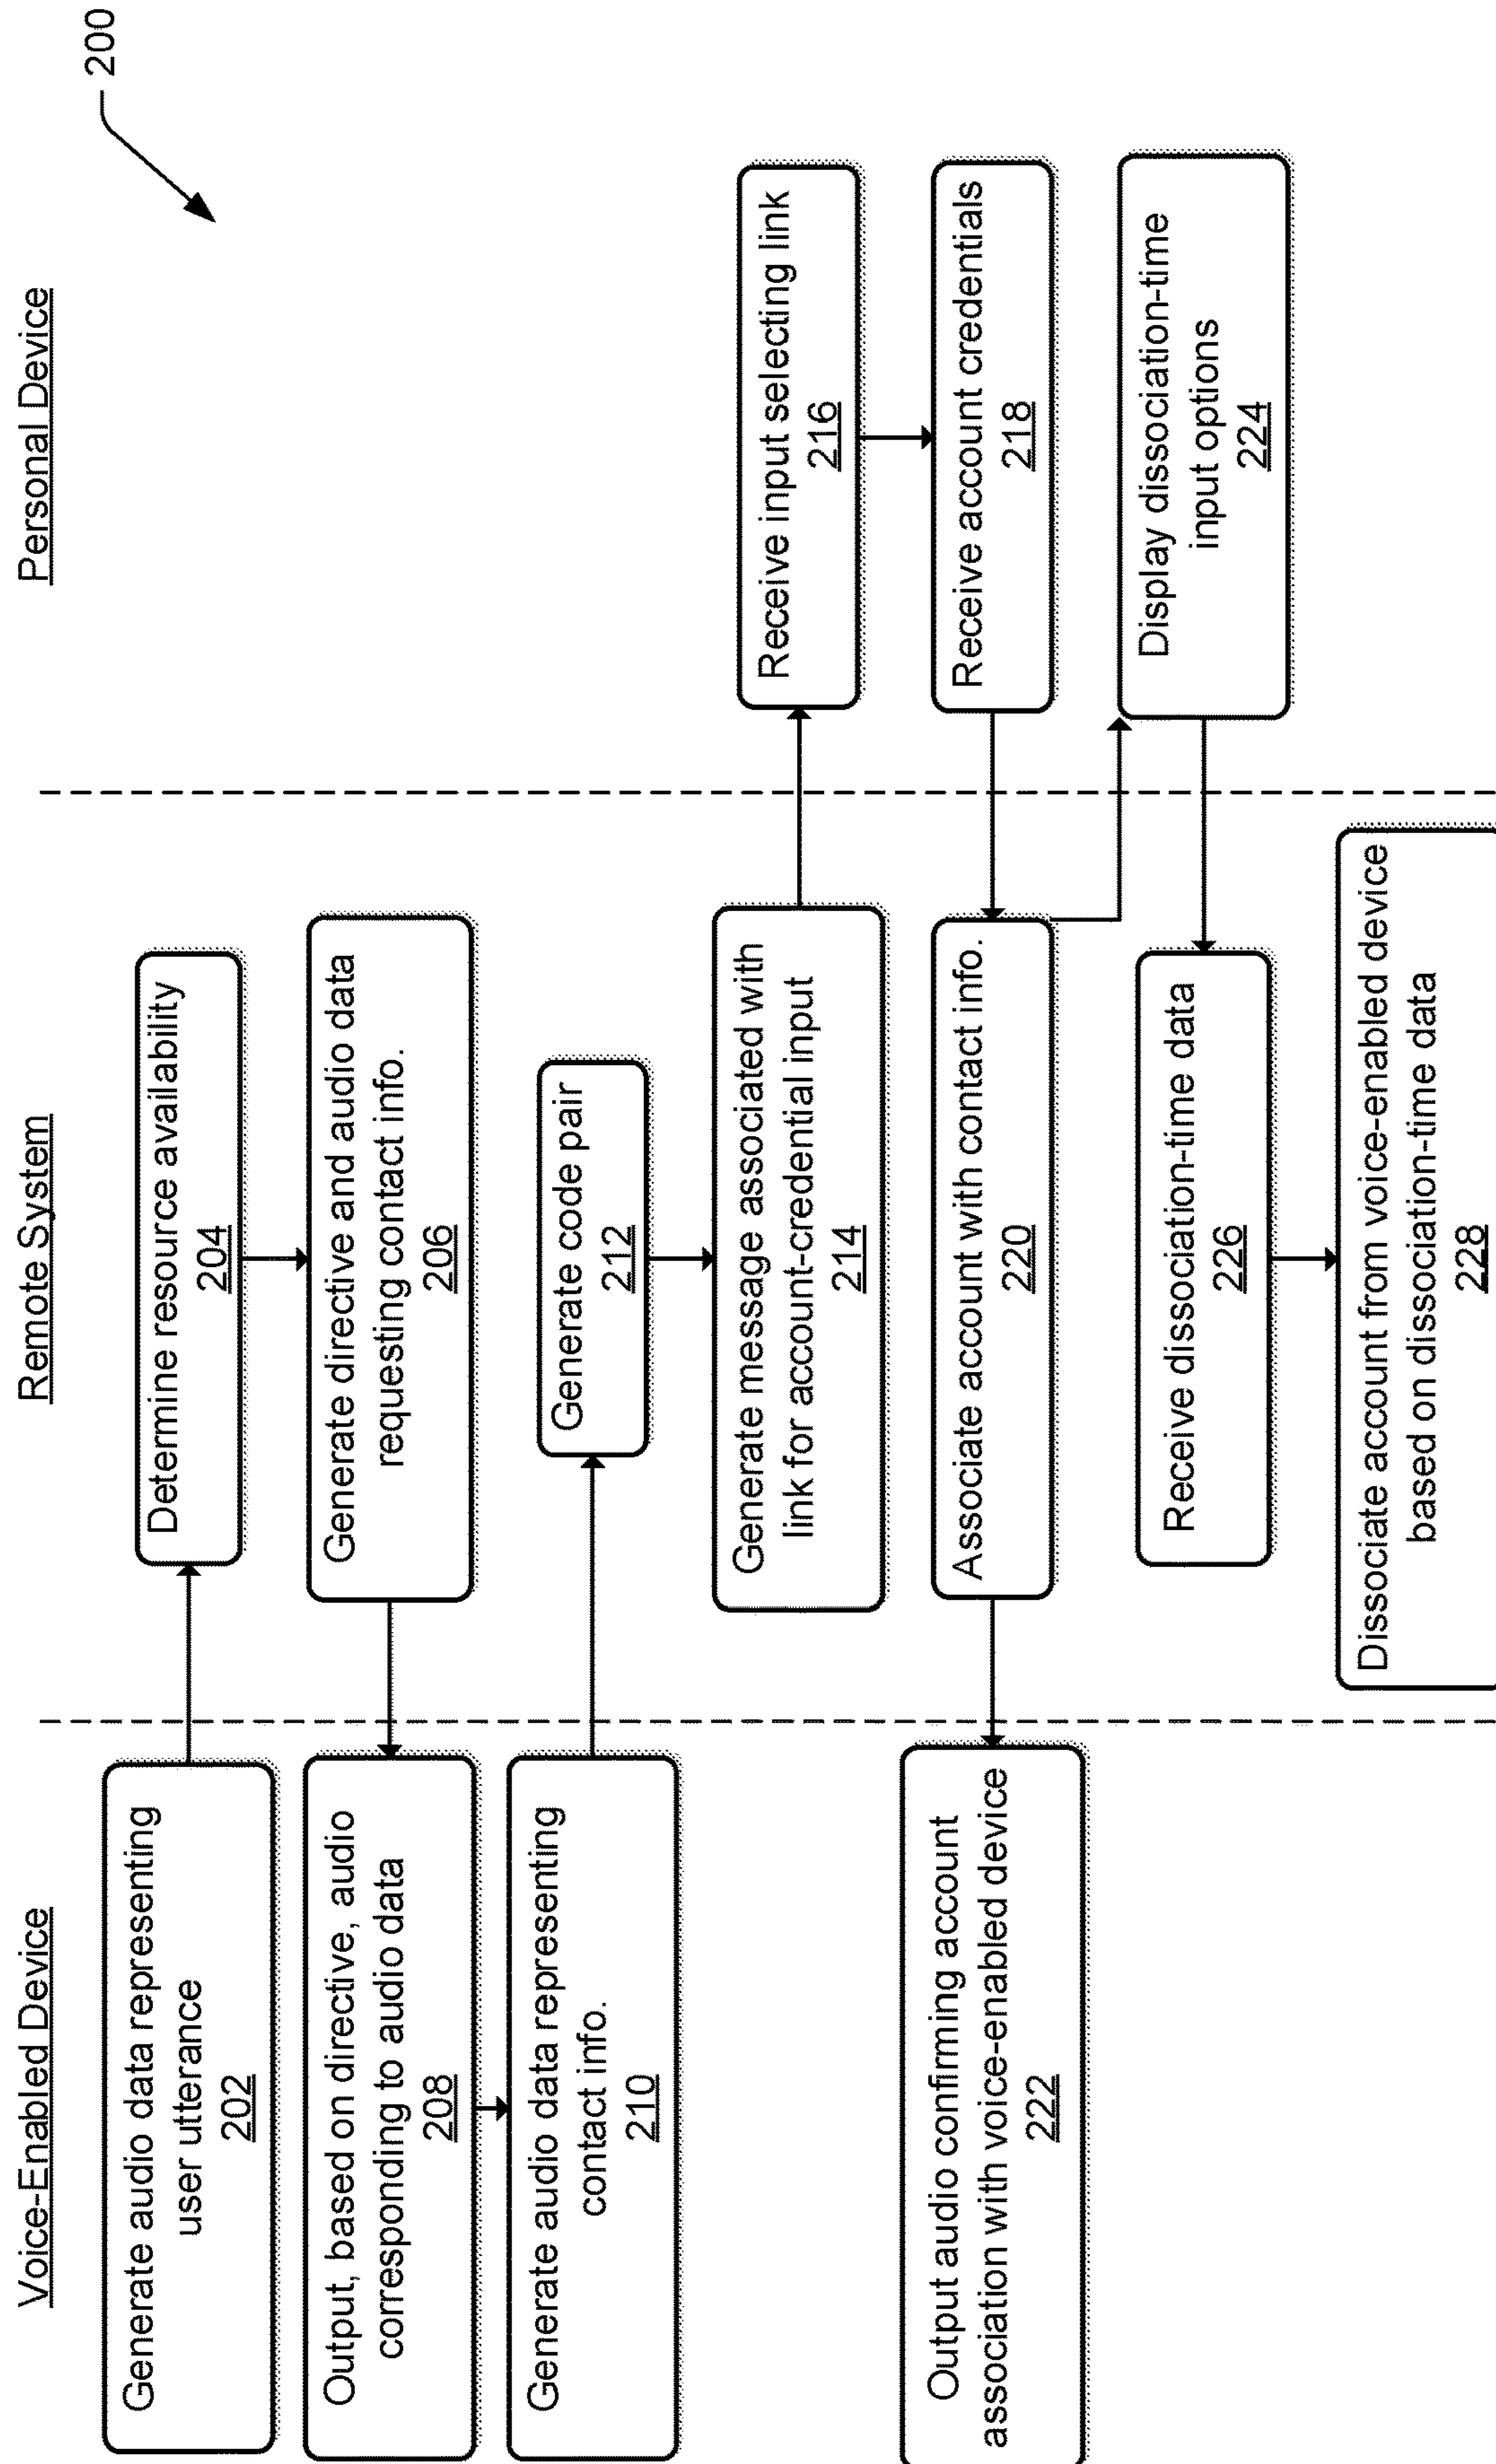 200
Voice-Enabled Device
Remote System
Personal Device
Generate audio data representing
user utterance
202
Determine resource availability
204
Generate directive and audio data
requesting contact info.
206
Output, based on directive, audio
corresponding to audio data
208
Generate audio data representing
contact info.
210
Generate code pair
212
Generate message associated with
link for account-credential input
214
Receive input selecting link
216
Receive account credentials
218
Associate account with contact info.
220
Output audio confirming account
association with voice-enabled device
222
Display dissociation-time
input options
224
Receive dissociation-time data
226
Dissociate account from voice-enabled device
based on dissociation-time data
228